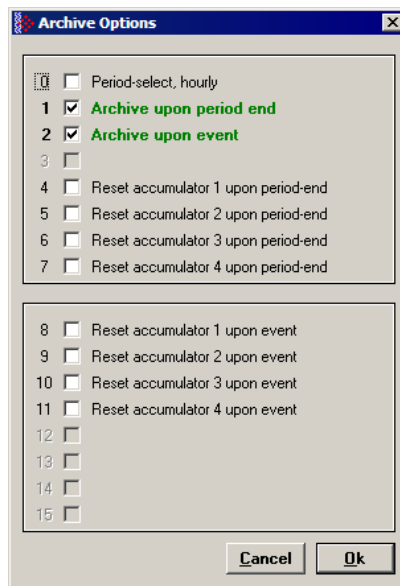 Archive Options
0 Period-select, hourly
1 Archive upon period end
2 Archive upon event
3
4 Reset accumulator 1 upon period-end
5 Reset accumulator 2 upon period-end
6 Reset accumulator 3 upon period-end
7 Reset accumulator 4 upon period-end
8 Reset accumulator 1 upon event
9 Reset accumulator 2 upon event
10 Reset accumulator 3 upon event
11 Reset accumulator 4 upon event
12
13
14
15
Cancel Ok